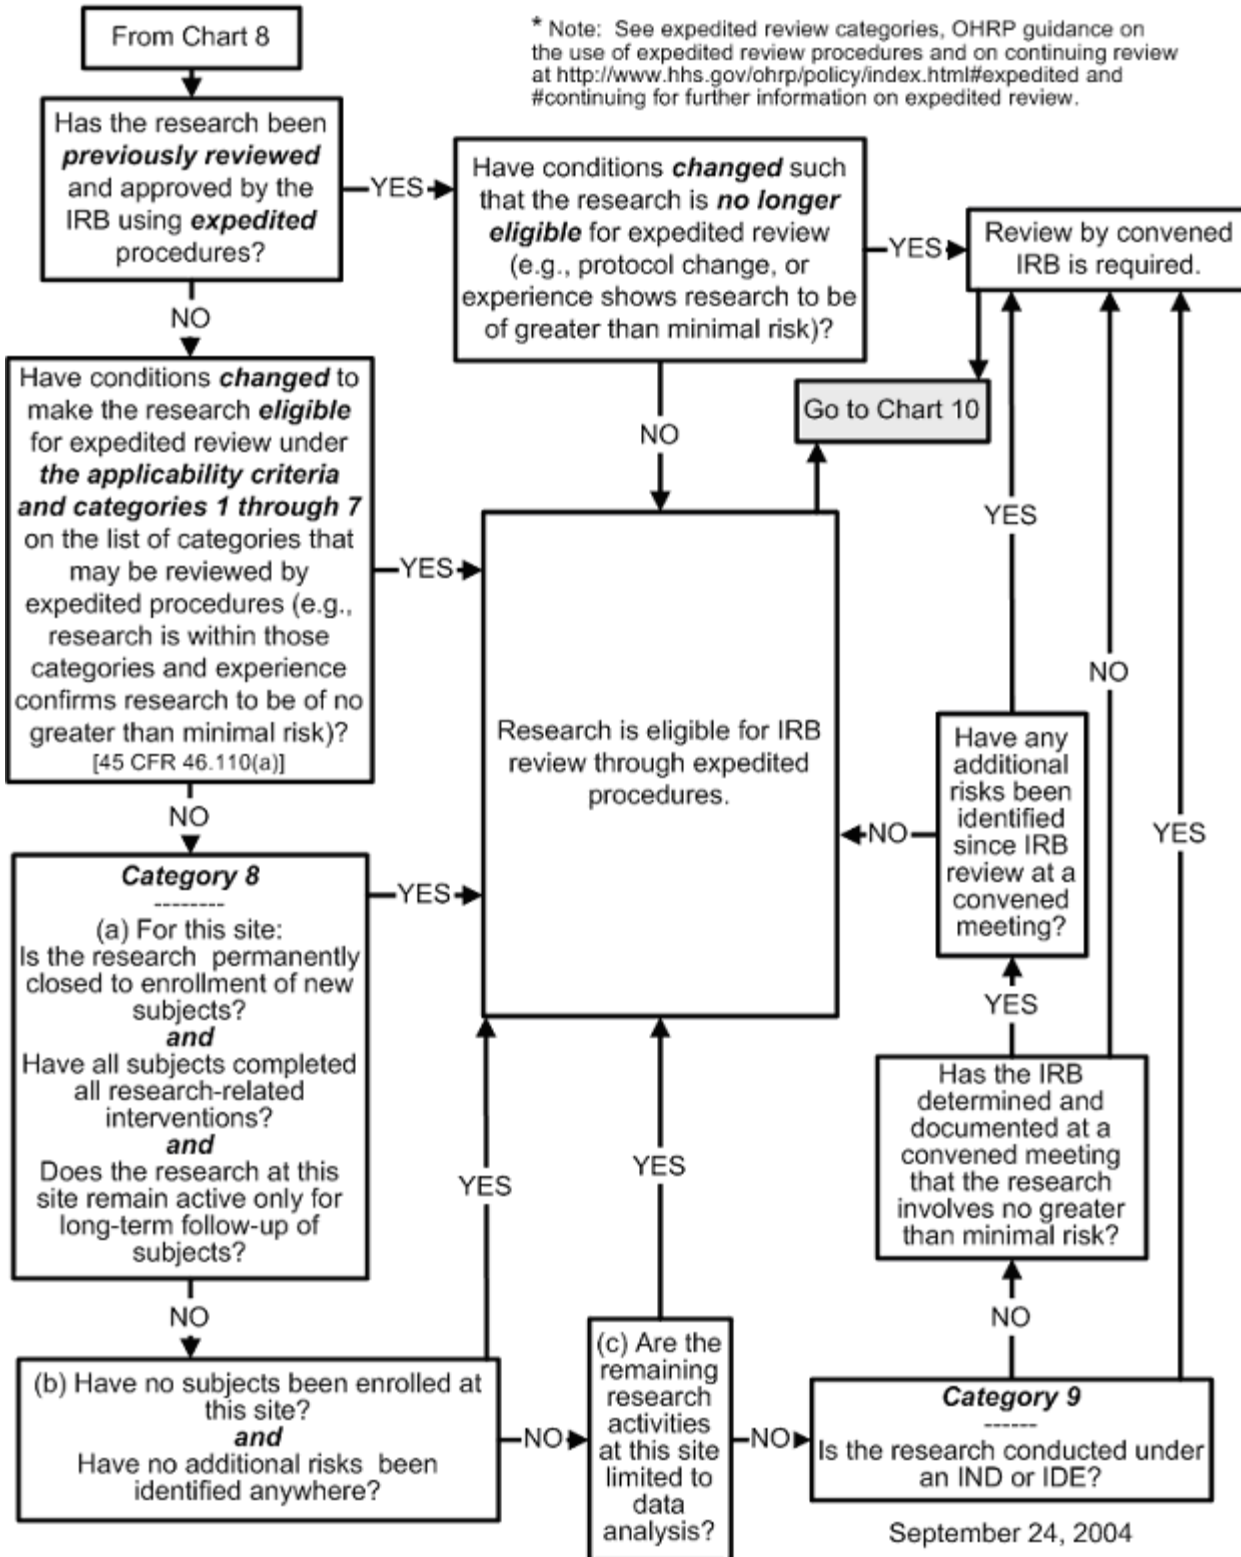 From Chart 8
* Note: See expedited review categories, OHRP guidance on
the use of expedited review procedures and on continuing review
at http://www.hhs.gov/ohrp/policy/index.html#expedited and
#continuing for further information on expedited review.
Has the research been
previously reviewed
and approved by the
IRB using expedited
procedures?
YES
Have conditions changed such
that the research is no longer
eligible for expedited review
(e.g., protocol change, or
experience shows research to be
of greater than minimal risk)?
YES
Review by convened
IRB is required.
NO
Have conditions changed to
make the research eligible
for expedited review under
the applicability criteria
and categories 1 through 7
on the list of categories that
may be reviewed by
expedited procedures (e.g.,
research is within those
categories and experience
confirms research to be of no
greater than minimal risk)?
[45 CFR 46.110(a)]
YES
NO
Go to Chart 10
Research is eligible for IRB
review through expedited
procedures.
YES
NO
YES
Have any
additional
risks been
identified
since IRB
review at a
convened
meeting?
NO
YES
NO
Category 8
--------
(a) For this site:
Is the research permanently
closed to enrollment of new
subjects?
and
Have all subjects completed
all research-related
interventions?
and
Does the research at this
site remain active only for
long-term follow-up of
subjects?
YES
Has the IRB
determined and
documented at a
convened meeting
that the research
involves no greater
than minimal risk?
YES
YES
NO
NO
(b) Have no subjects been enrolled at
this site?
and
Have no additional risks been
identified anywhere?
NO
(c) Are the
remaining
research
activities
at this site
limited to
data
analysis?
NO
Category 9
------
Is the research conducted under
an IND or IDE?
September 24, 2004